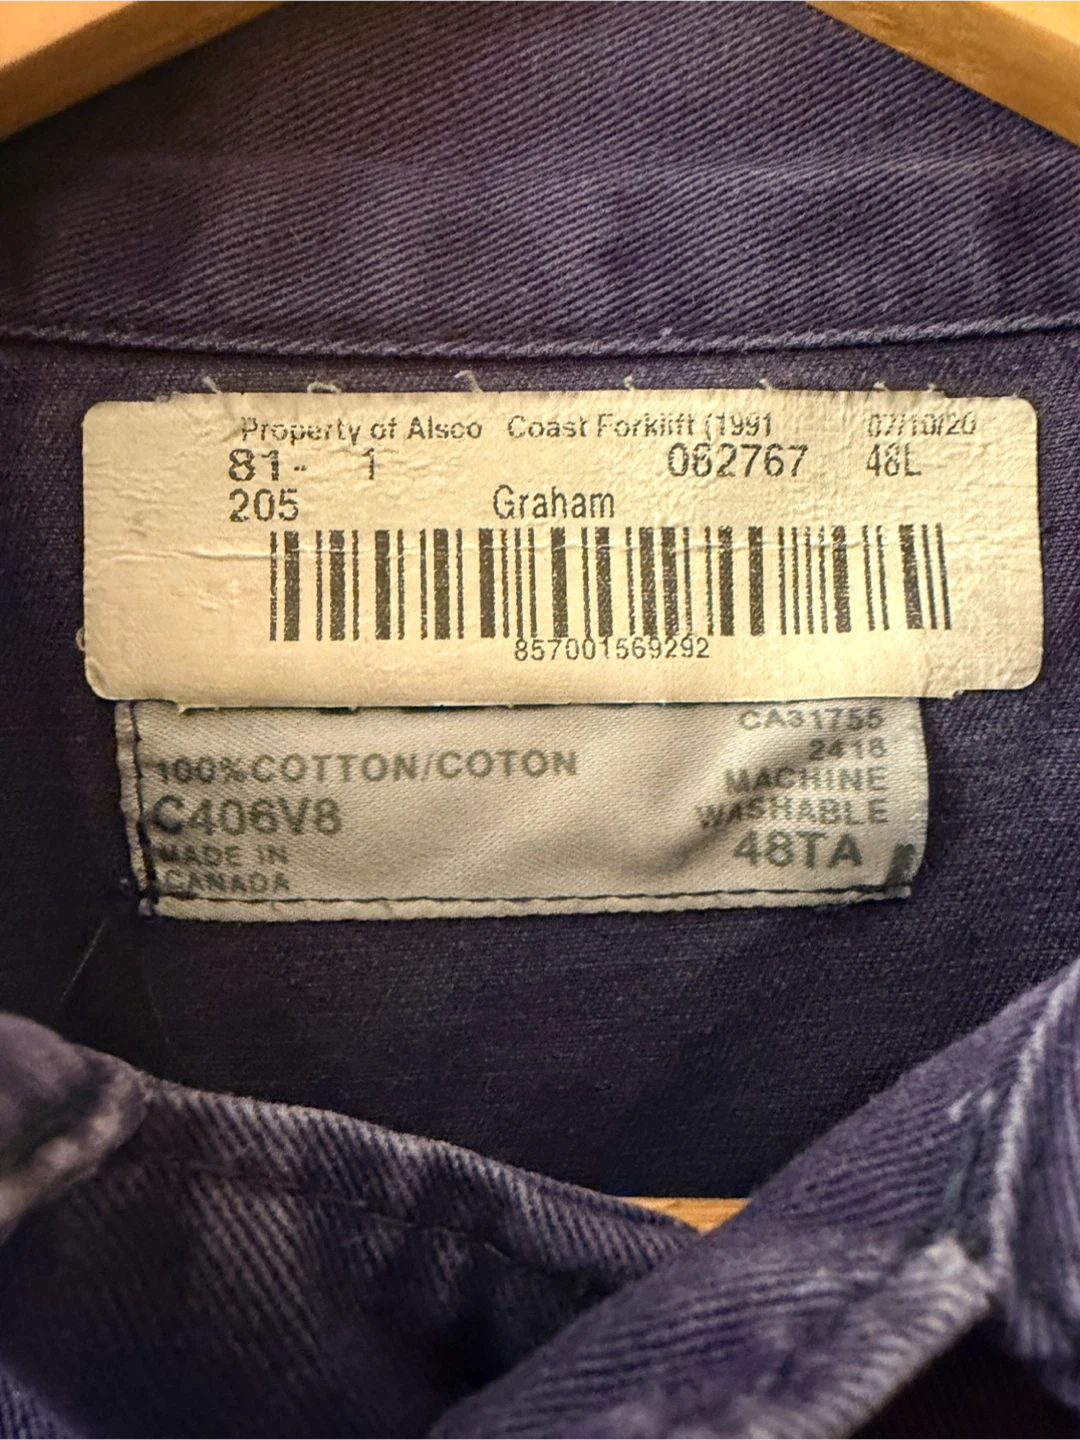 Property of Alsco Coast Forklift (1991 07/10/20
81- 1 062767 48L
205 Graham
857001569292
CA31755
2418
100%COTTON/COTON MACHINE
C406V8 WASHABLE
MADE IN 48TA
CANADA